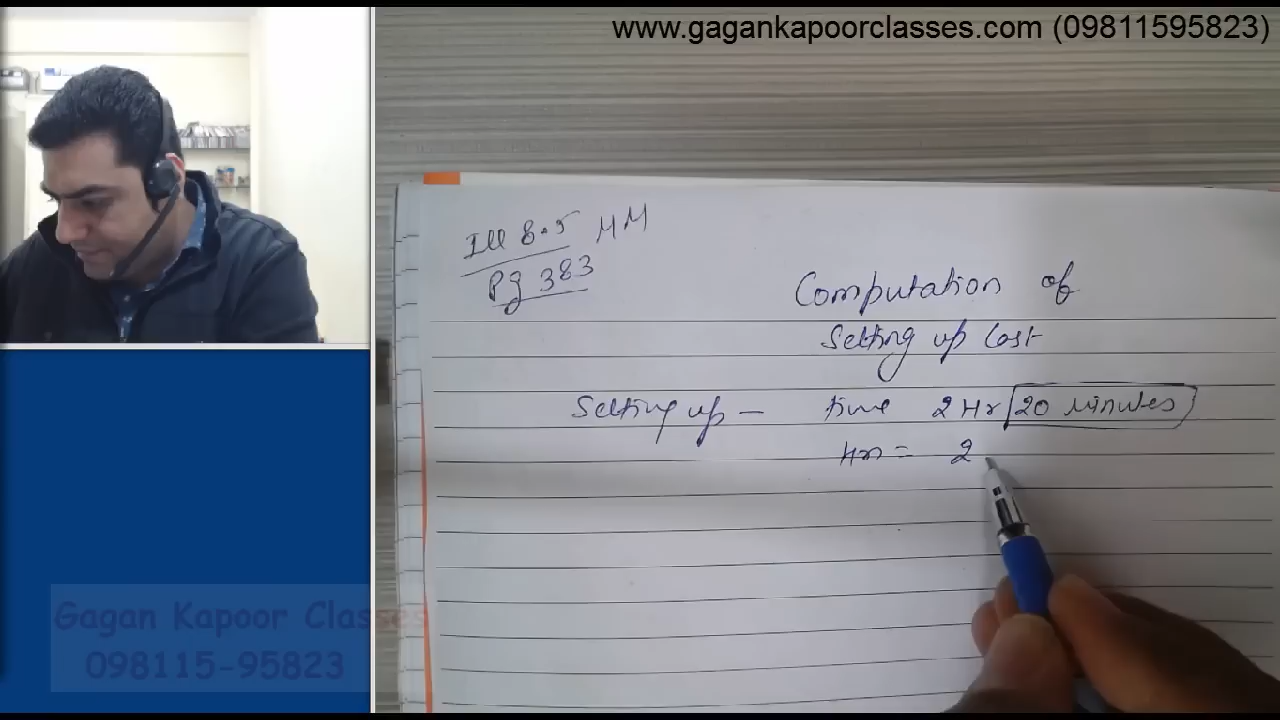 www.gagankapoorclasses.com (09811595823)
Ill 8.5 MM
Pg 383
Computation of
Setting up Cost
Setting up - time 2 Hr 20 minutes
Hrs = 2
Gagan Kapoor Classes
098115-95823